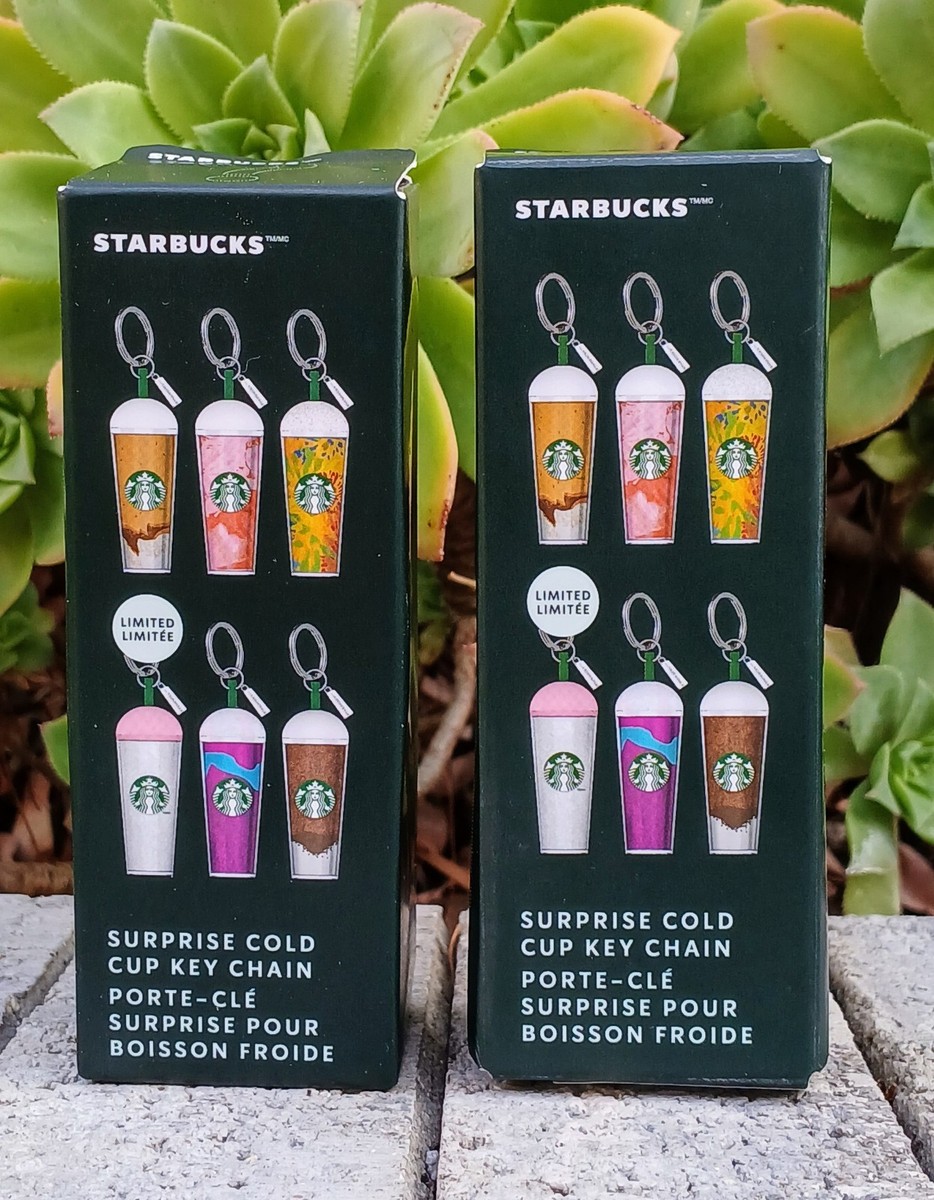 STARBUCKS
STARBUCKS™/MC
LIMITED
LIMITÉE
SURPRISE COLD
CUP KEY CHAIN
PORTE-CLÉ
SURPRISE POUR
BOISSON FROIDE
STARBUCKS™/MC
LIMITED
LIMITÉE
SURPRISE COLD
CUP KEY CHAIN
PORTE-CLÉ
SURPRISE POUR
BOISSON FROIDE